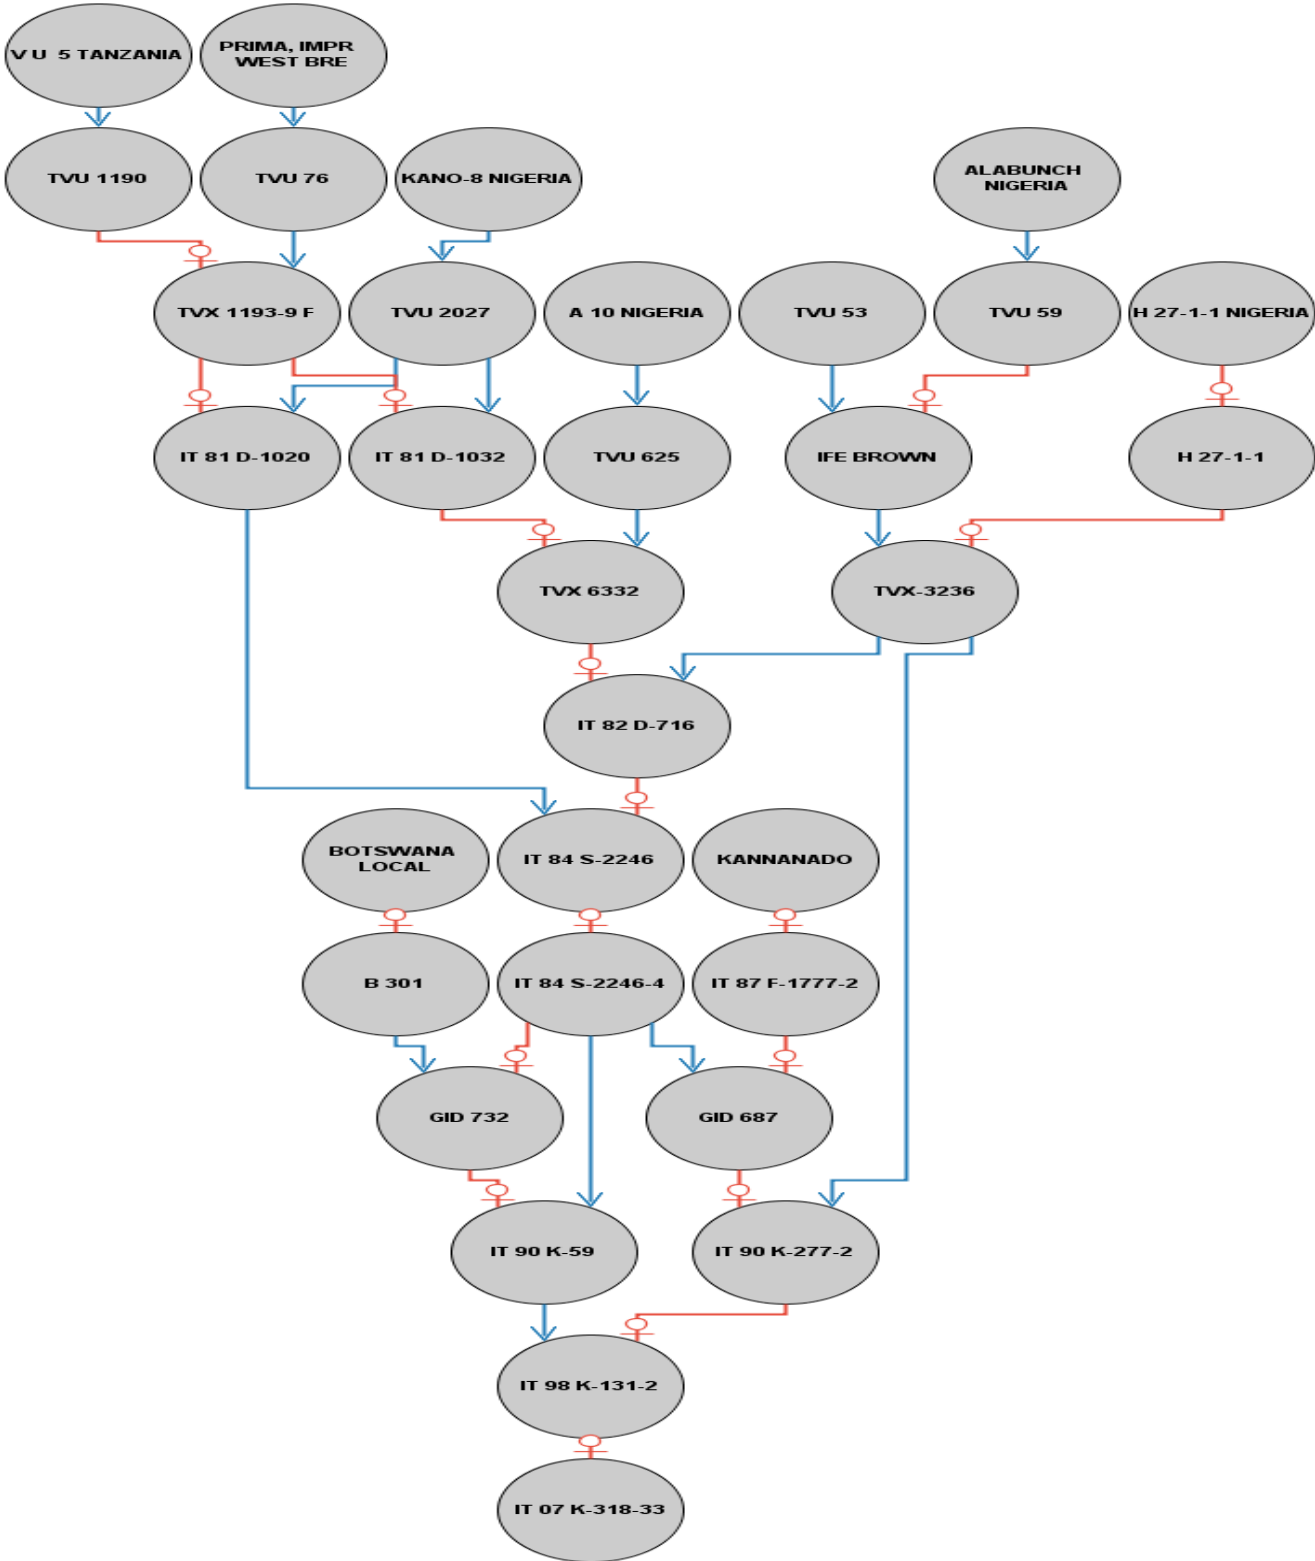 V U  5 TANZANIA
PRIMA, IMPR
WEST BRE
TVU 1190
TVU 76
KANO-8 NIGERIA
ALABUNCH
NIGERIA
TVX 1193-9 F
TVU 2027
A 10 NIGERIA
TVU 53
TVU 59
H 27-1-1 NIGERIA
IT 81 D-1020
IT 81 D-1032
TVU 625
IFE BROWN
H 27-1-1
TVX 6332
TVX-3236
IT 82 D-716
BOTSWANA
LOCAL
IT 84 S-2246
KANNANADO
B 301
IT 84 S-2246-4
IT 87 F-1777-2
GID 732
GID 687
IT 90 K-59
IT 90 K-277-2
IT 98 K-131-2
IT 07 K-318-33